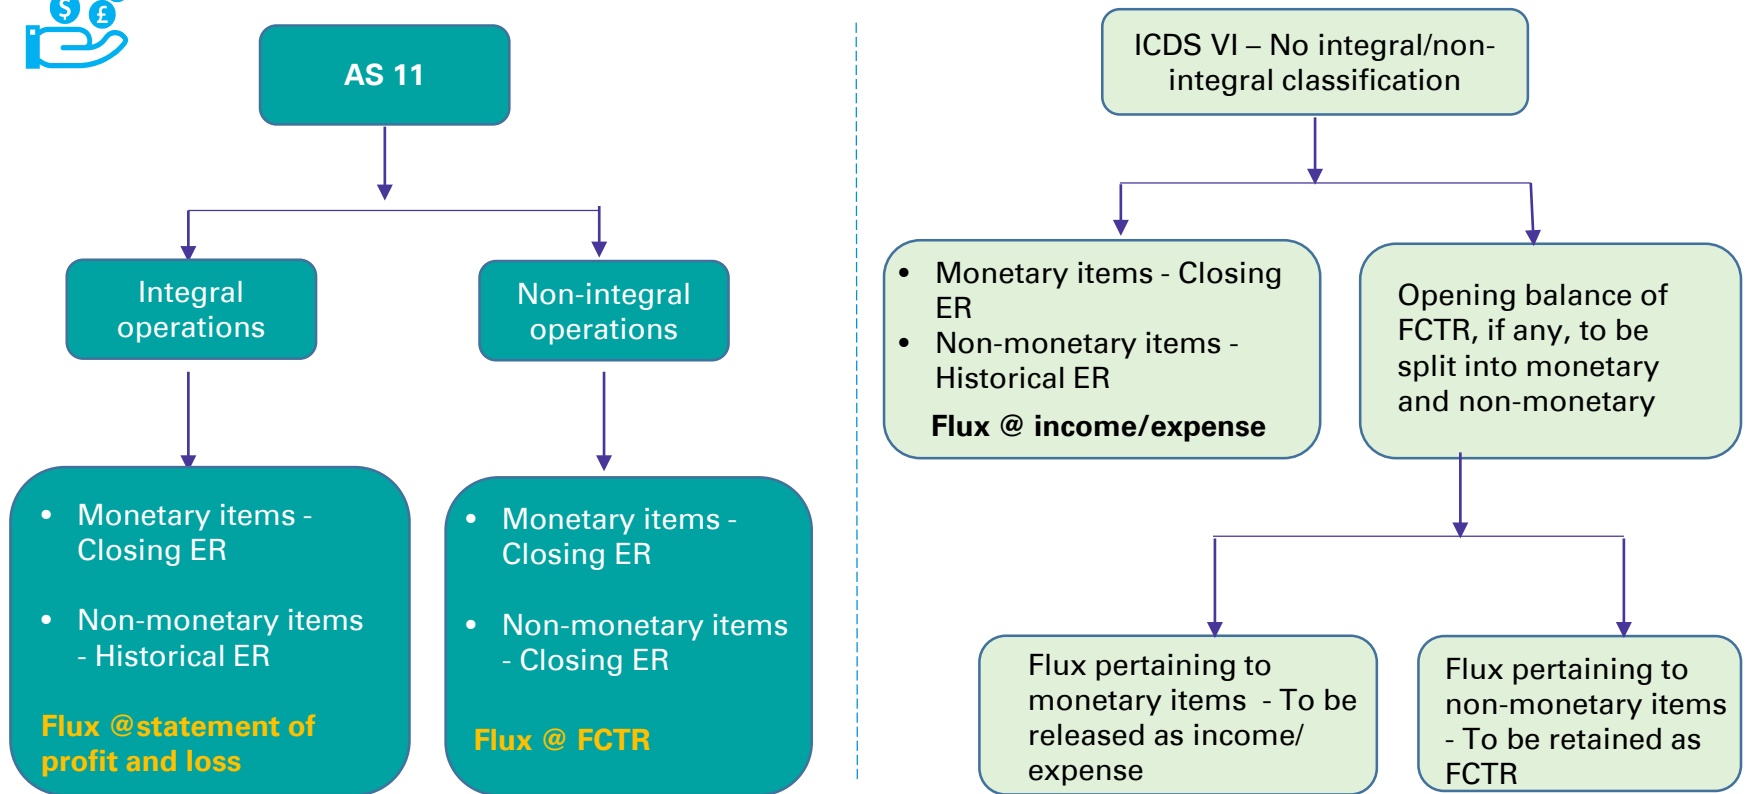 $ £
AS 11
Integral
operations
Non-integral
operations
• Monetary items -
Closing ER
• Non-monetary items
- Historical ER
Flux @statement of
profit and loss
• Monetary items -
Closing ER
• Non-monetary items
- Closing ER
Flux @ FCTR
ICDS VI – No integral/non-
integral classification
• Monetary items - Closing
ER
• Non-monetary items -
Historical ER
Flux @ income/expense
Opening balance of
FCTR, if any, to be
split into monetary
and non-monetary
Flux pertaining to
monetary items - To be
released as income/
expense
Flux pertaining to
non-monetary items
- To be retained as
FCTR